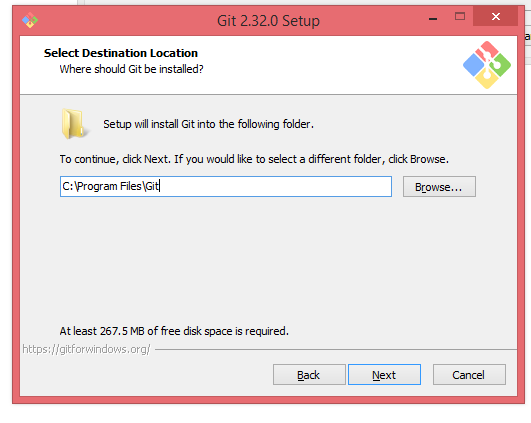 Git 2.32.0 Setup
Select Destination Location
Where should Git be installed?
Setup will install Git into the following folder.
To continue, click Next. If you would like to select a different folder, click Browse.
C:\Program Files\Git
Browse...
At least 267.5 MB of free disk space is required.
https://gitforwindows.org/
Back
Next
Cancel